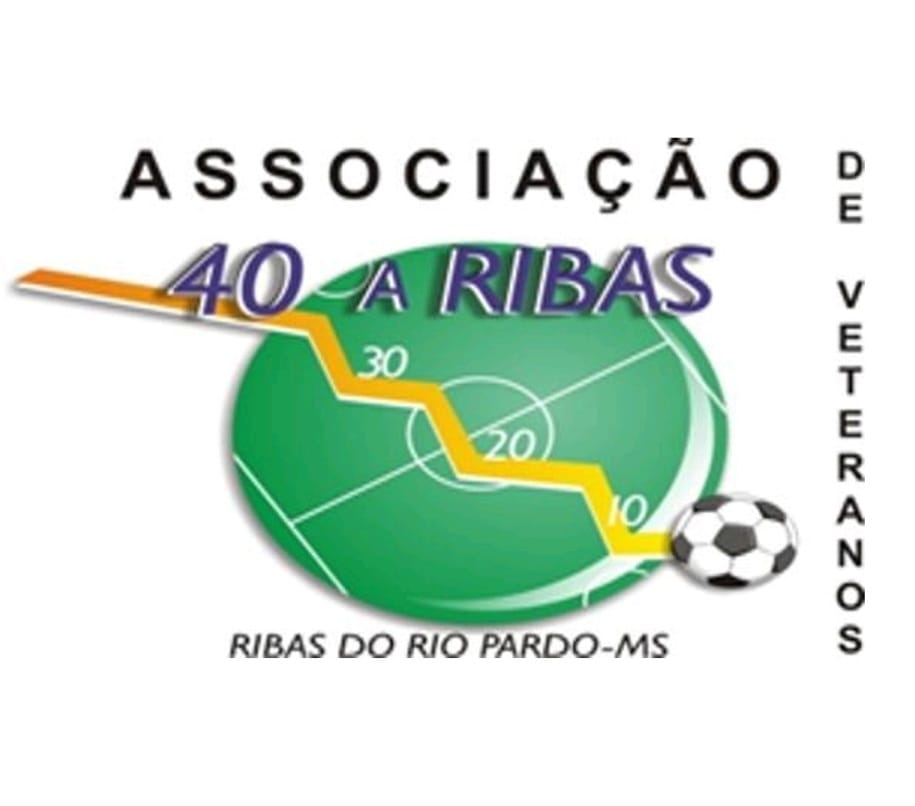 ASSOCIAÇÃO
DE VETERANOS
40 A RIBAS
30
20
10
RIBAS DO RIO PARDO-MS